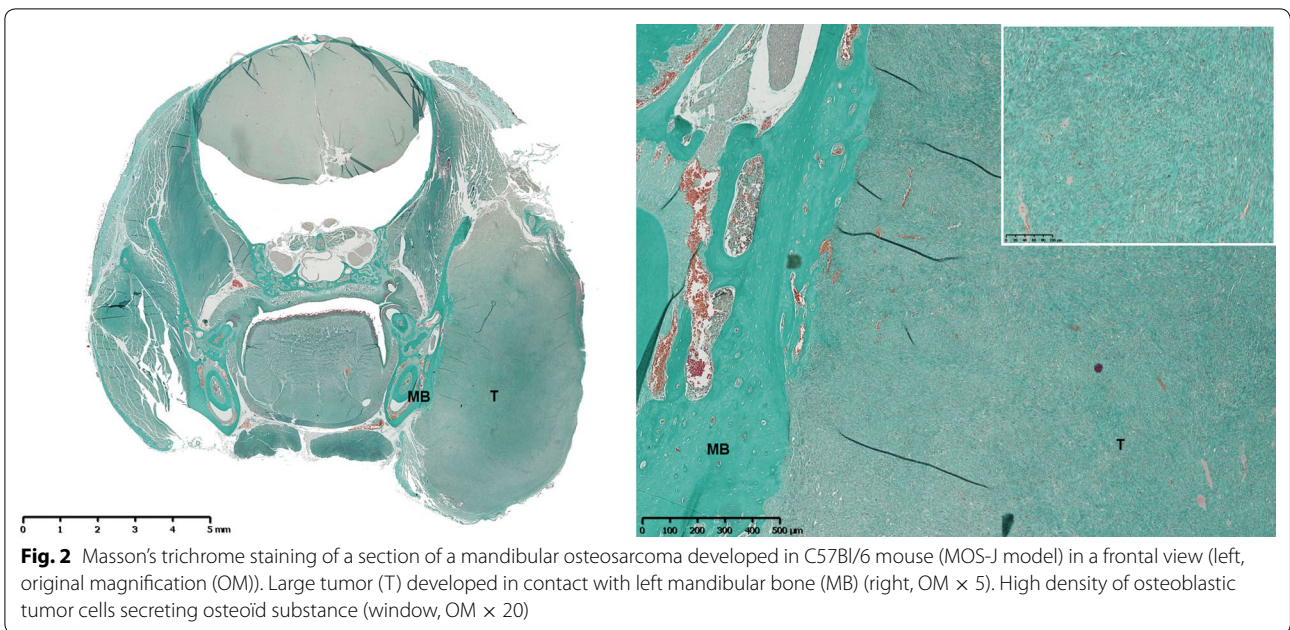 MB
T
0 1 2 3 4 5 mm
MB
T
0 100 200 300 400 500 µm
Fig. 2 Masson's trichrome staining of a section of a mandibular osteosarcoma developed in C57Bl/6 mouse (MOS-J model) in a frontal view (left,
original magnification (OM)). Large tumor (T) developed in contact with left mandibular bone (MB) (right, OM × 5). High density of osteoblastic
tumor cells secreting osteoïd substance (window, OM × 20)